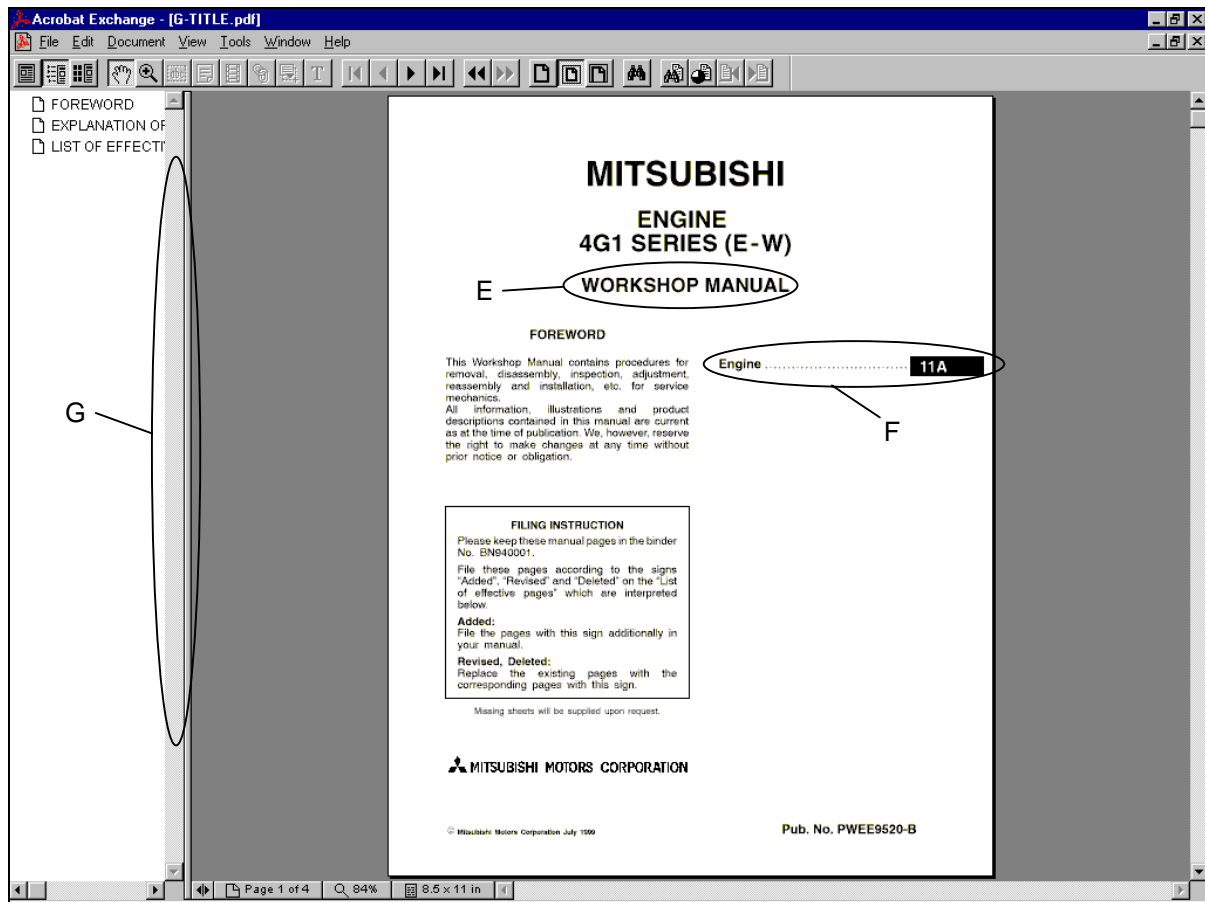 Acrobat Exchange - [G-TITLE.pdf]
File Edit Document View Tools Window Help
FOREWORD
EXPLANATION OF
LIST OF EFFECTI
MITSUBISHI
ENGINE
4G1 SERIES (E-W)
WORKSHOP MANUAL
E
FOREWORD
This Workshop Manual contains procedures for
removal, disassembly, inspection, adjustment,
reassembly and installation, etc. for service
mechanics.
All information, illustrations and product
descriptions contained in this manual are current
as at the time of publication. We, however, reserve
the right to make changes at any time without
prior notice or obligation.
Engine ................................ 11A
F
G
FILING INSTRUCTION
Please keep these manual pages in the binder
No. BN940001.
File these pages according to the signs
"Added", "Revised" and "Deleted" on the "List
of effective pages" which are interpreted
below.
Added:
File the pages with this sign additionally in
your manual.
Revised, Deleted:
Replace the existing pages with the
corresponding pages with this sign.
Missing sheets will be supplied upon request.
MITSUBISHI MOTORS CORPORATION
© Mitsubishi Motors Corporation July 1999
Pub. No. PWEE9520-B
Page 1 of 4 84% 8.5 x 11 in